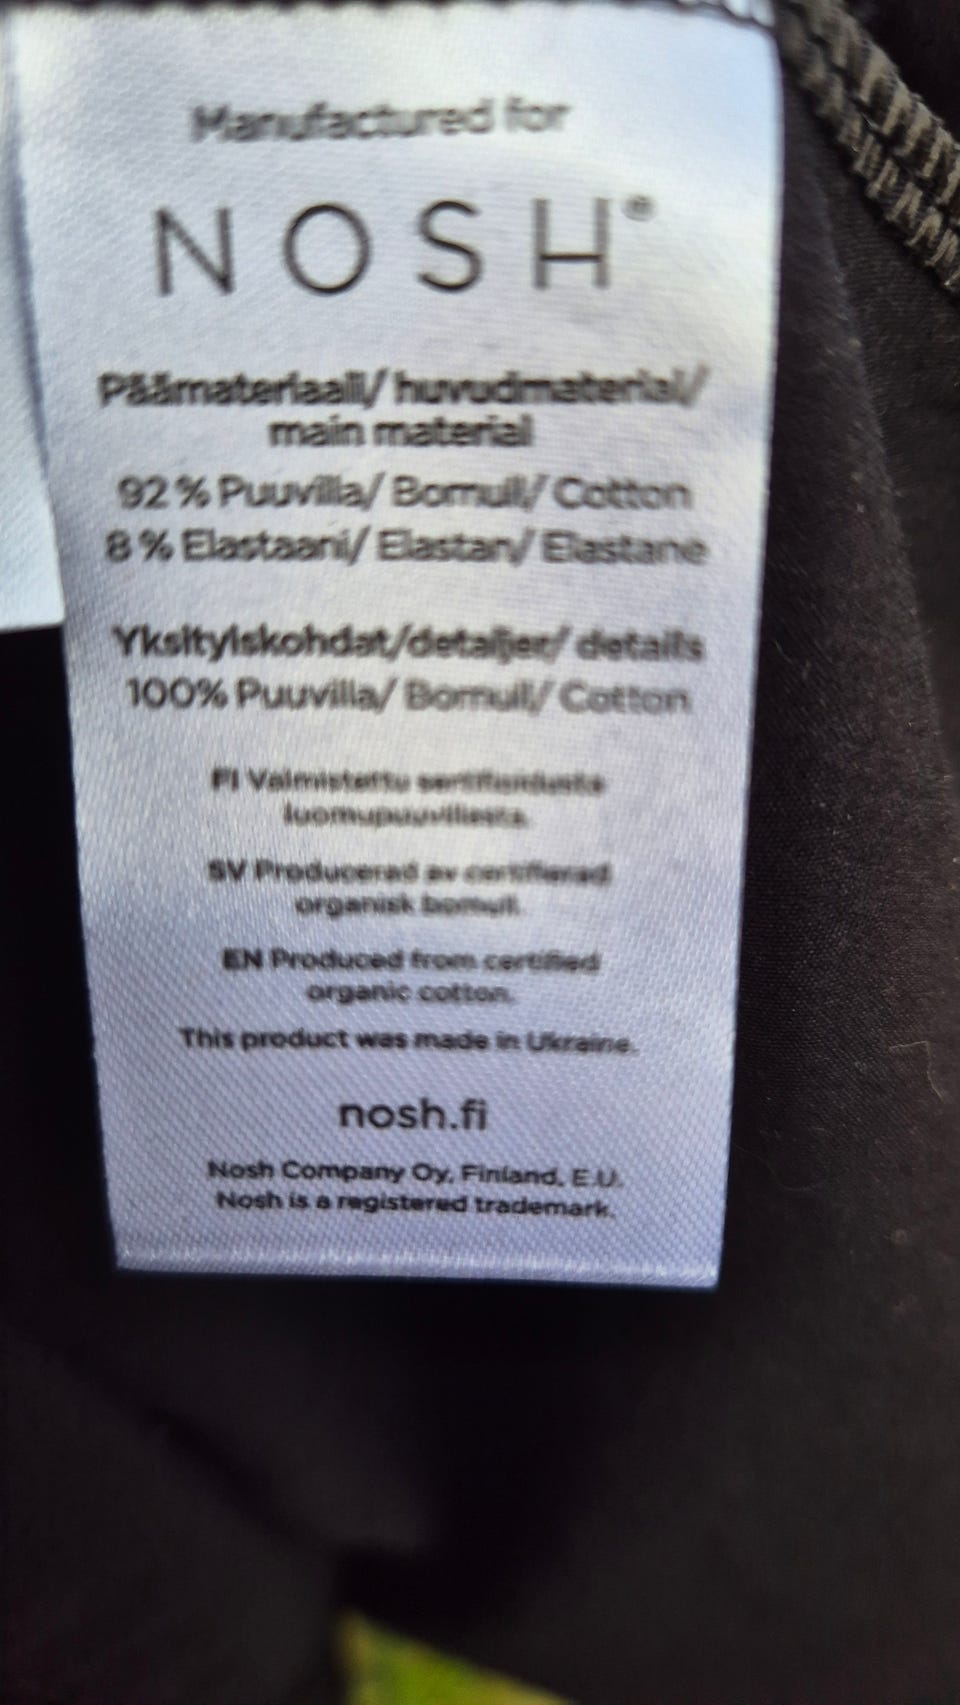 Manufactured for
NOSH®
Päämateriaali/ huvudmaterial/
main material
92 % Puuvilla/ Bomull/ Cotton
8 % Elastaani/ Elastan/ Elastane
Yksityiskohdat/detaljer/ details
100% Puuvilla/ Bomull/ Cotton
FI Valmistettu sertifioidusta
luomupuuvillasta.
SV Producerad av certifierad
organisk bomull.
EN Produced from certified
organic cotton.
This product was made in Ukraine.
nosh.fi
Nosh Company Oy, Finland, E.U.
Nosh is a registered trademark.